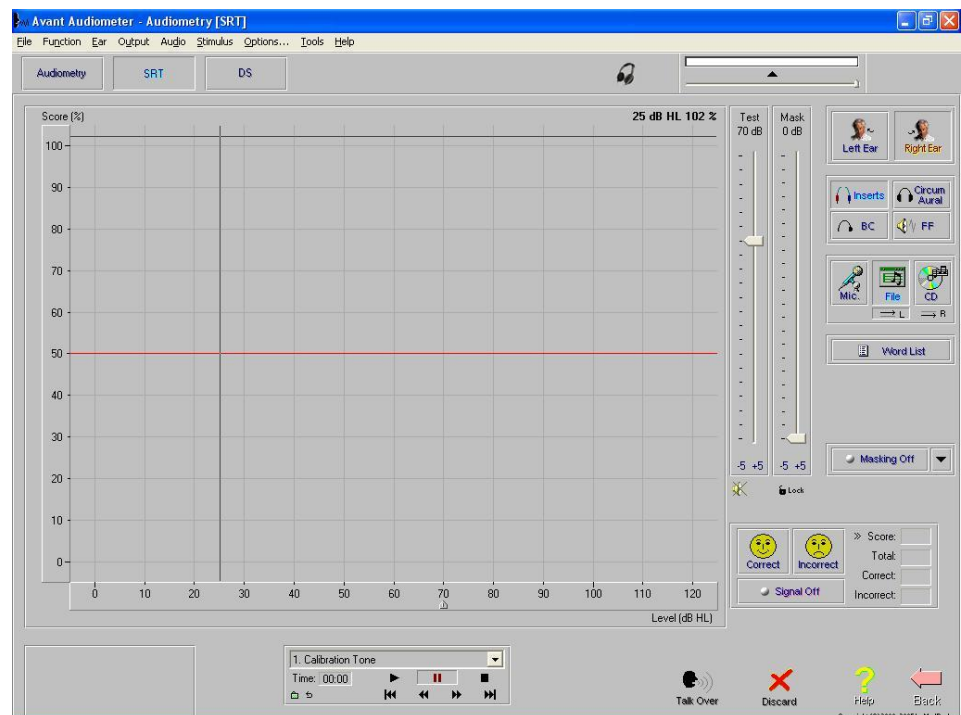 Avant Audiometer - Audiometry [SRT]
File Function Ear Output Audio Stimulus Options... Tools Help
Audiometry SRT DS
Score (%) 25 dB HL 102 %
Test Mask
70 dB 0 dB
100
90
80
70
60
50
40
30
20
10
0
0 10 20 30 40 50 60 70 80 90 100 110 120
Level (dB HL)
-5 +5 -5 +5
Lock
Left Ear Right Ear
Inserts Circum Aural
BC FF
Mic. File CD
L R
Word List
Masking Off
Correct Incorrect
Signal Off
» Score:
Total:
Correct:
Incorrect:
1. Calibration Tone
Time: 00:00
Talk Over Discard Help Back